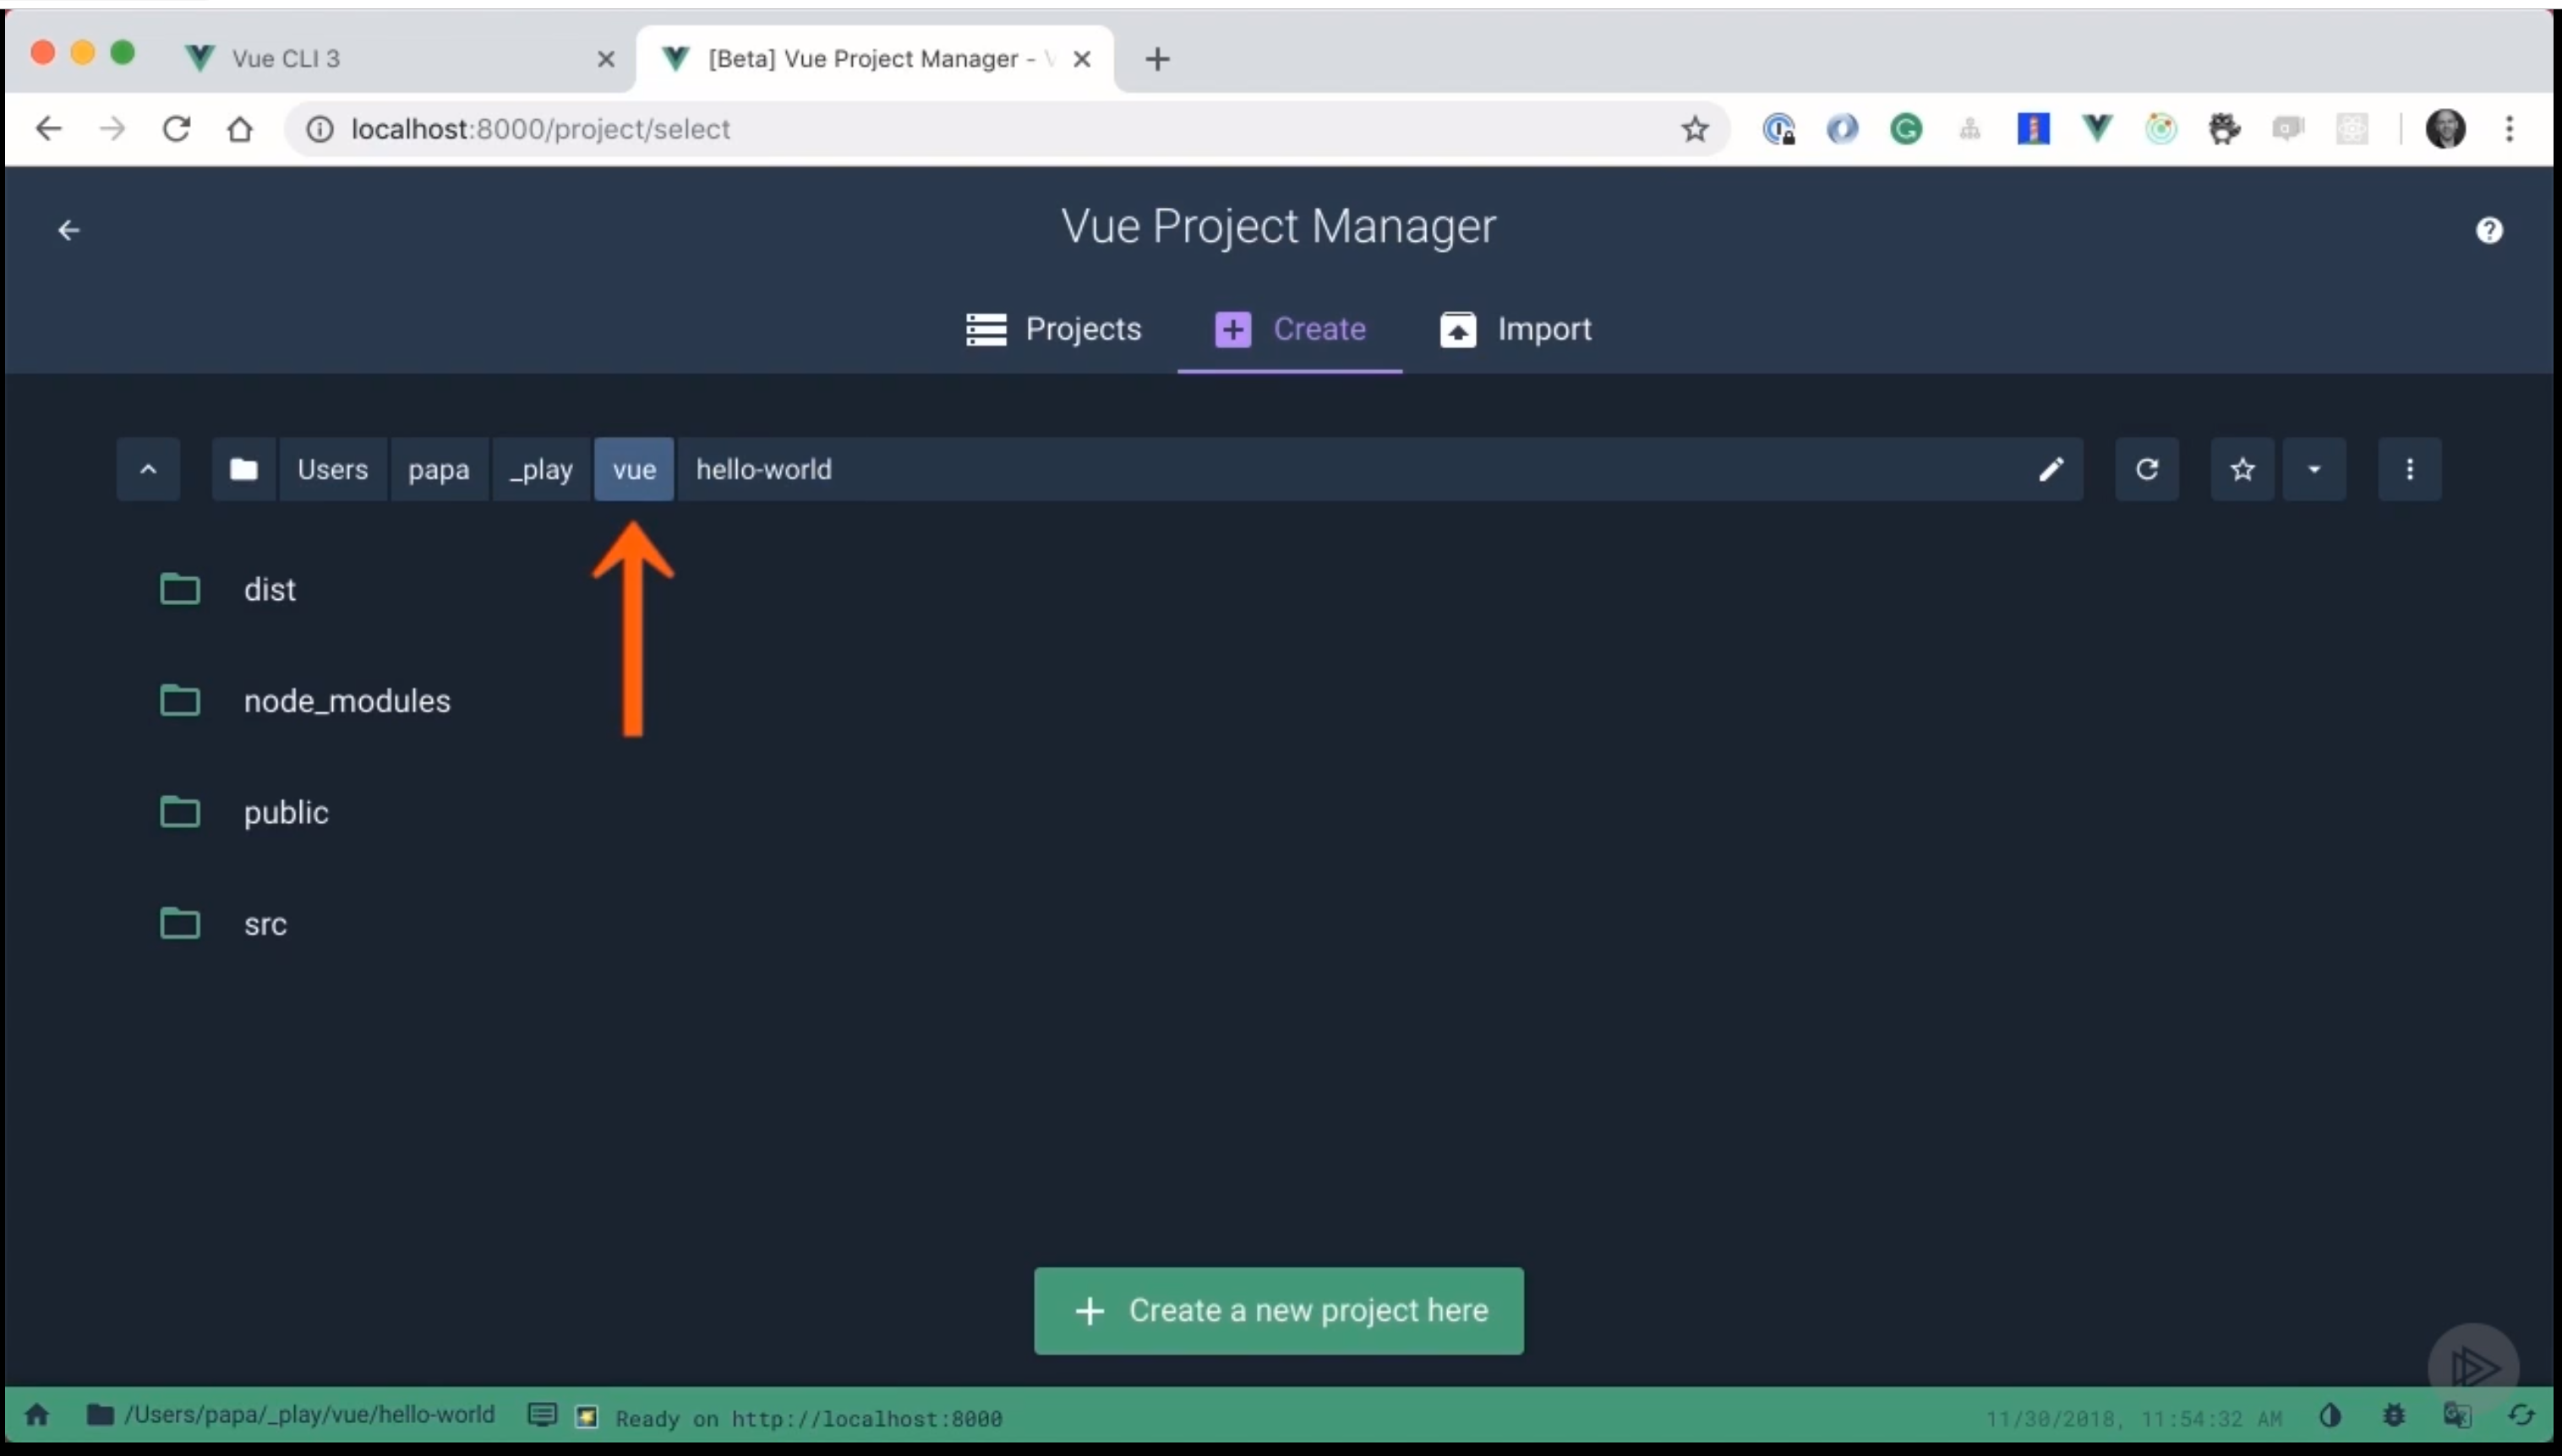 Vue CLI 3
[Beta] Vue Project Manager -
localhost:8000/project/select
Vue Project Manager
Projects Create Import
Users papa _play vue hello-world
dist
node_modules
public
src
Create a new project here
/Users/papa/_play/vue/hello-world Ready on http://localhost:8000 11/30/2018, 11:54:32 AM